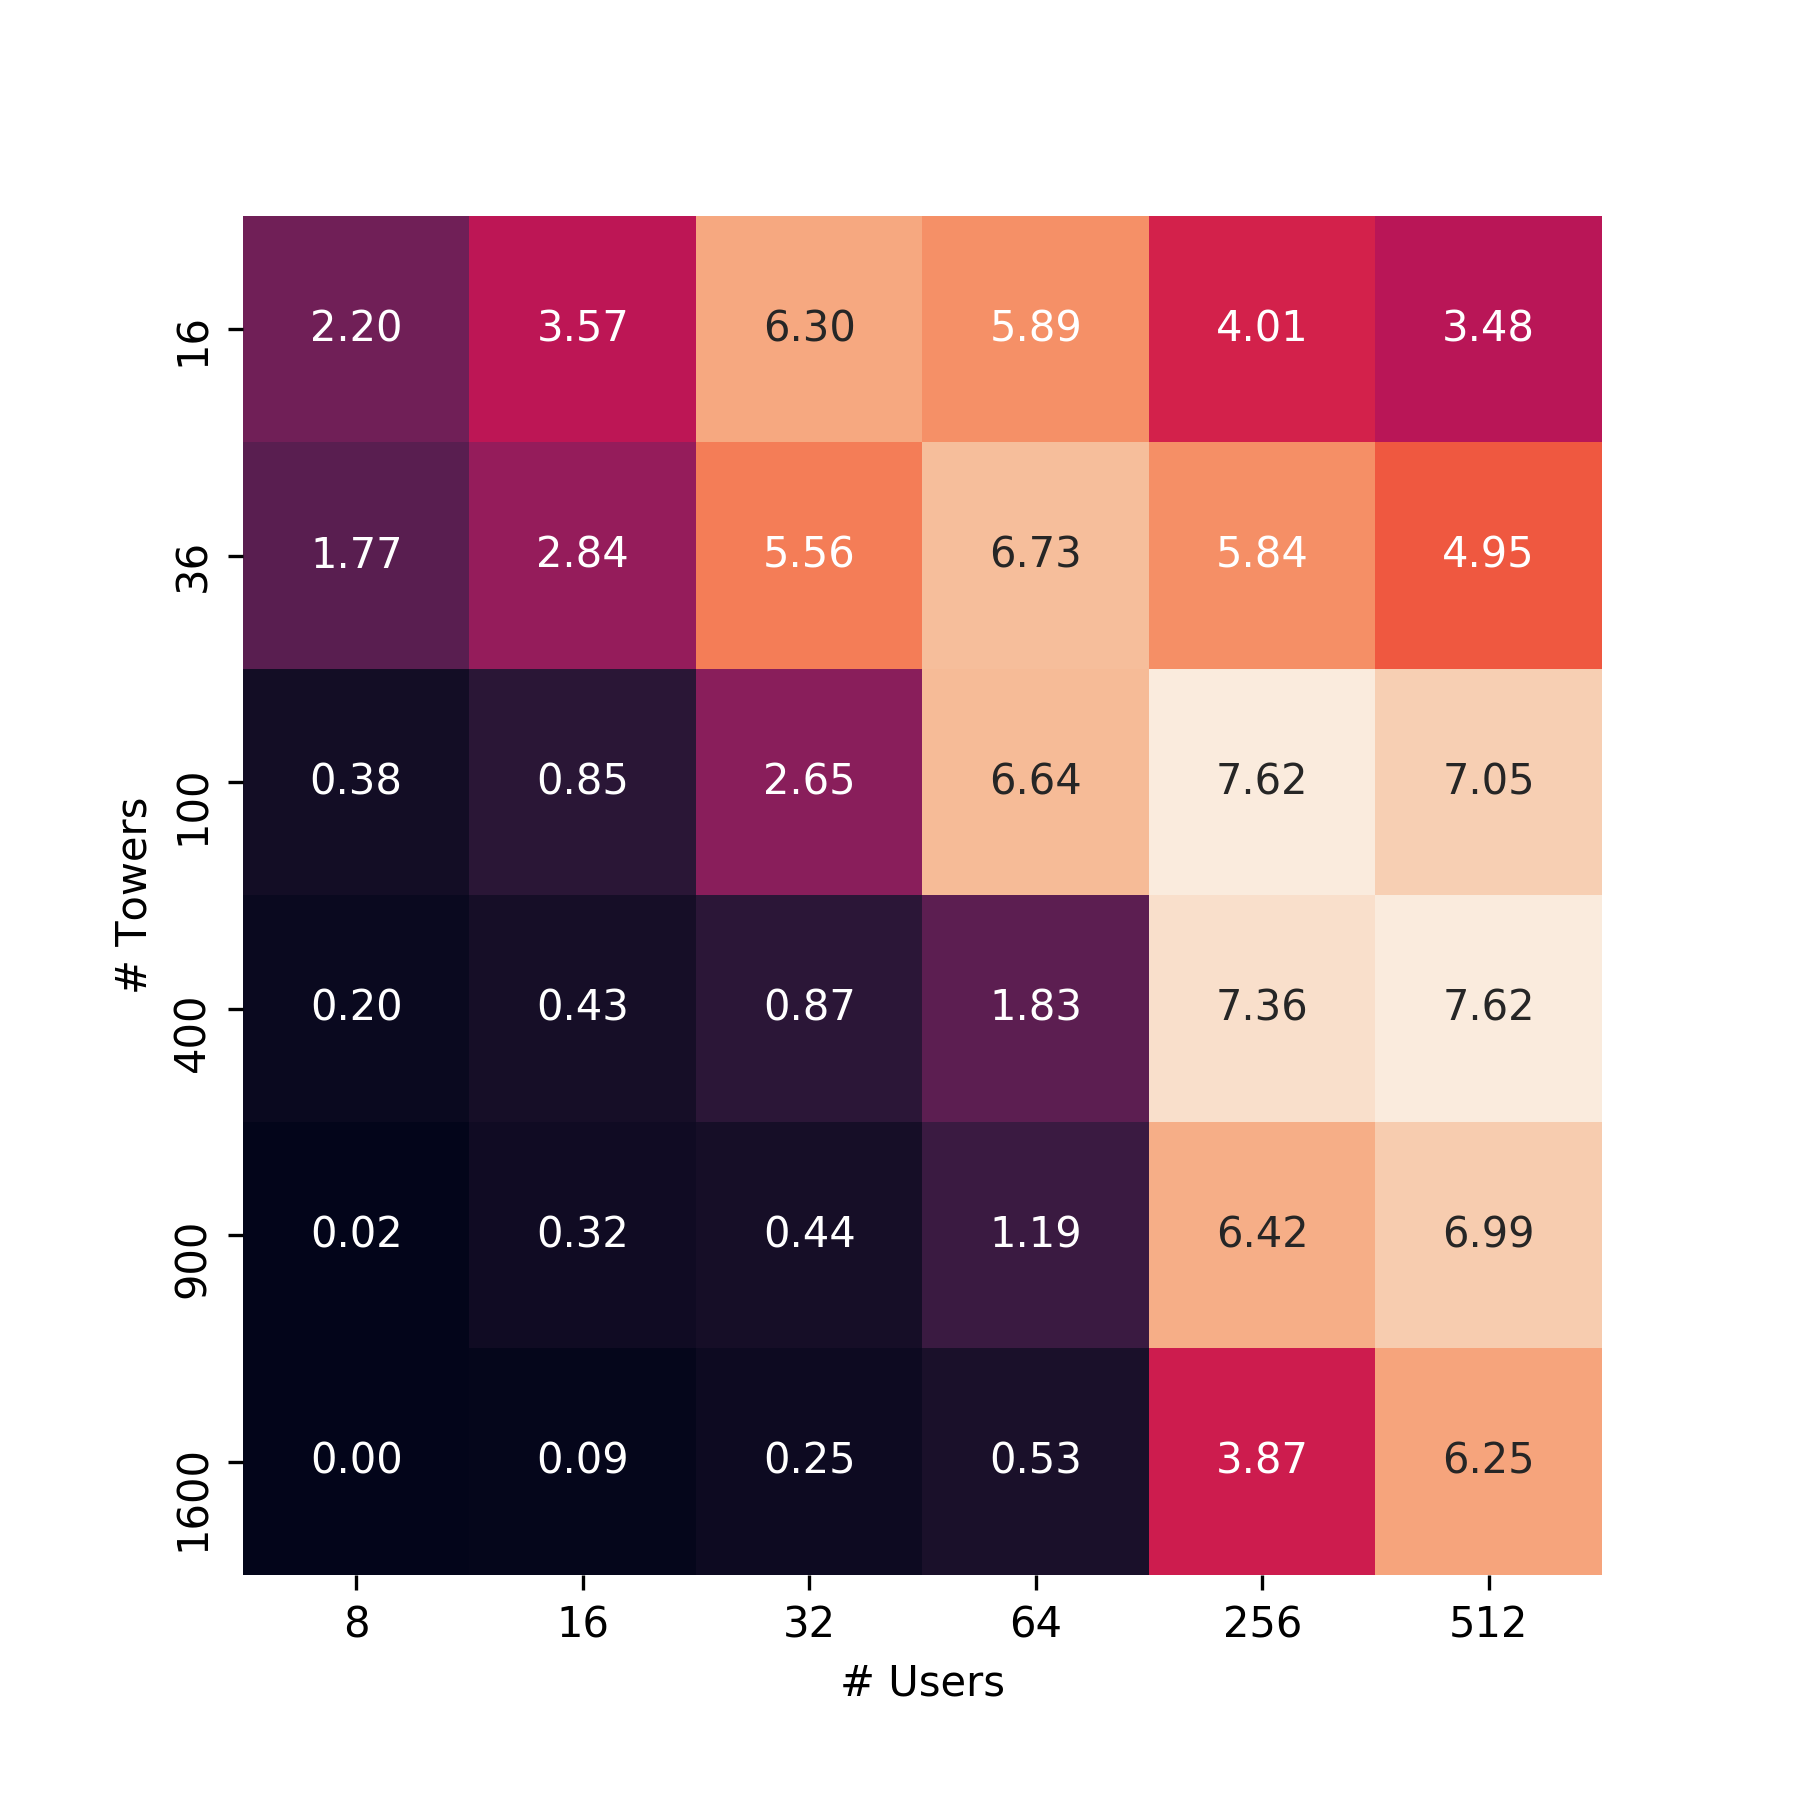 16 2.20 3.57 6.30 5.89 4.01 3.48
36 1.77 2.84 5.56 6.73 5.84 4.95
100 0.38 0.85 2.65 6.64 7.62 7.05
# Towers
400 0.20 0.43 0.87 1.83 7.36 7.62
900 0.02 0.32 0.44 1.19 6.42 6.99
1600 0.00 0.09 0.25 0.53 3.87 6.25
8 16 32 64 256 512
# Users